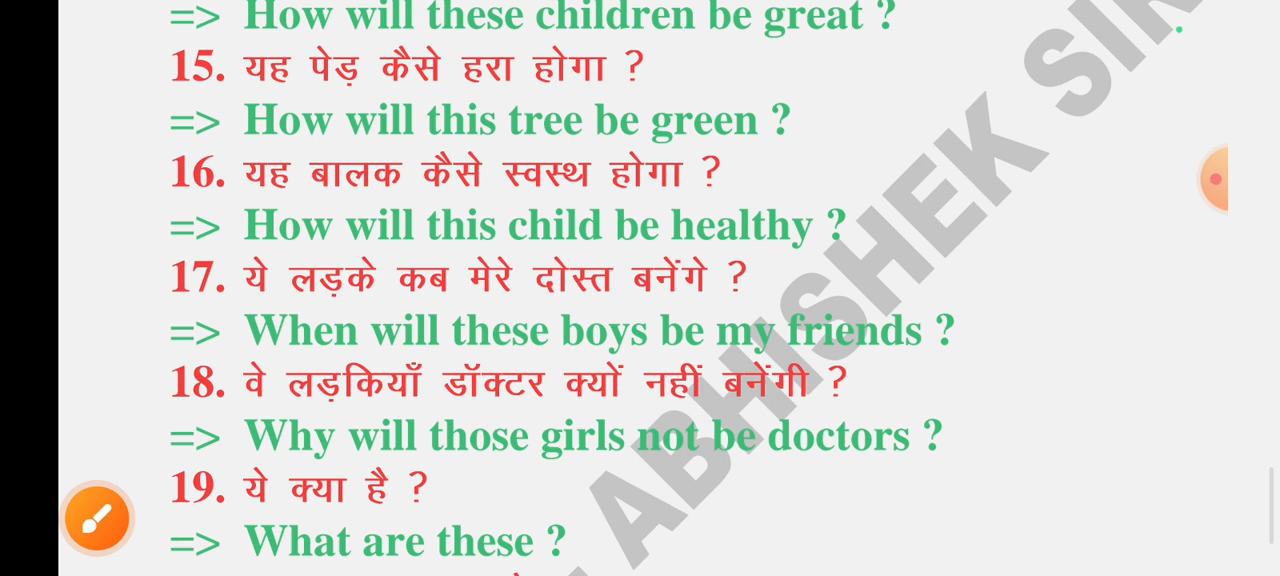 => How will these children be great ?
15. यह पेड़ कैसे हरा होगा ?
=> How will this tree be green ?
16. यह बालक कैसे स्वस्थ होगा ?
=> How will this child be healthy ?
17. ये लड़के कब मेरे दोस्त बनेंगे ?
=> When will these boys be my friends ?
18. वे लड़कियाँ डॉक्टर क्यों नहीं बनेंगी ?
=> Why will those girls not be doctors ?
19. ये क्या है ?
=> What are these ?
ABHISHEK SIR